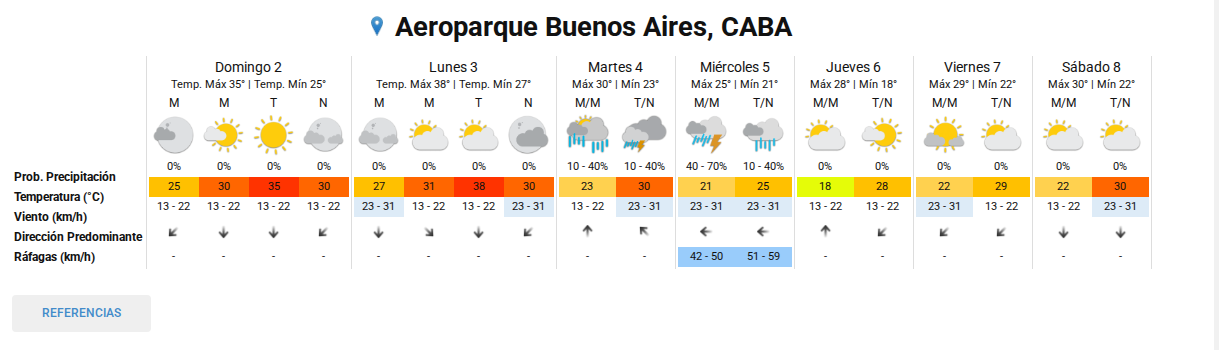 Aeroparque Buenos Aires, CABA
Domingo 2 Lunes 3 Martes 4 Miércoles 5 Jueves 6 Viernes 7 Sábado 8
Temp. Máx 35° | Temp. Mín 25° Temp. Máx 38° | Temp. Mín 27° Máx 30° | Mín 23° Máx 25° | Mín 21° Máx 28° | Mín 18° Máx 29° | Mín 22° Máx 30° | Mín 22°
M M T N M M T N M/M T/N M/M T/N M/M T/N M/M T/N M/M T/N
Prob. Precipitación 0% 0% 0% 0% 0% 0% 0% 0% 10 - 40% 10 - 40% 40 - 70% 10 - 40% 0% 0% 0% 0% 0% 0%
Temperatura (°C) 25 30 35 30 27 31 38 30 23 30 21 25 18 28 22 29 22 30
Viento (km/h) 13 - 22 13 - 22 13 - 22 13 - 22 23 - 31 13 - 22 13 - 22 23 - 31 13 - 22 23 - 31 23 - 31 23 - 31 13 - 22 13 - 22 23 - 31 13 - 22 13 - 22 23 - 31
Dirección Predominante
Ráfagas (km/h) - - - - - - - - - - 42 - 50 51 - 59 - - - - - -
REFERENCIAS